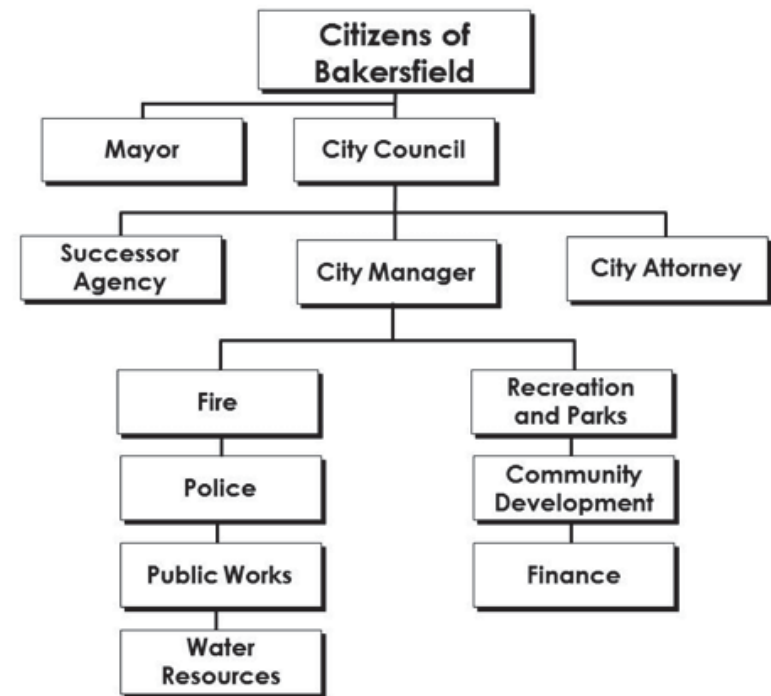 Citizens of
Bakersfield
Mayor
City Council
Successor
Agency
City Manager
City Attorney
Fire
Recreation
and Parks
Police
Community
Development
Public Works
Finance
Water
Resources